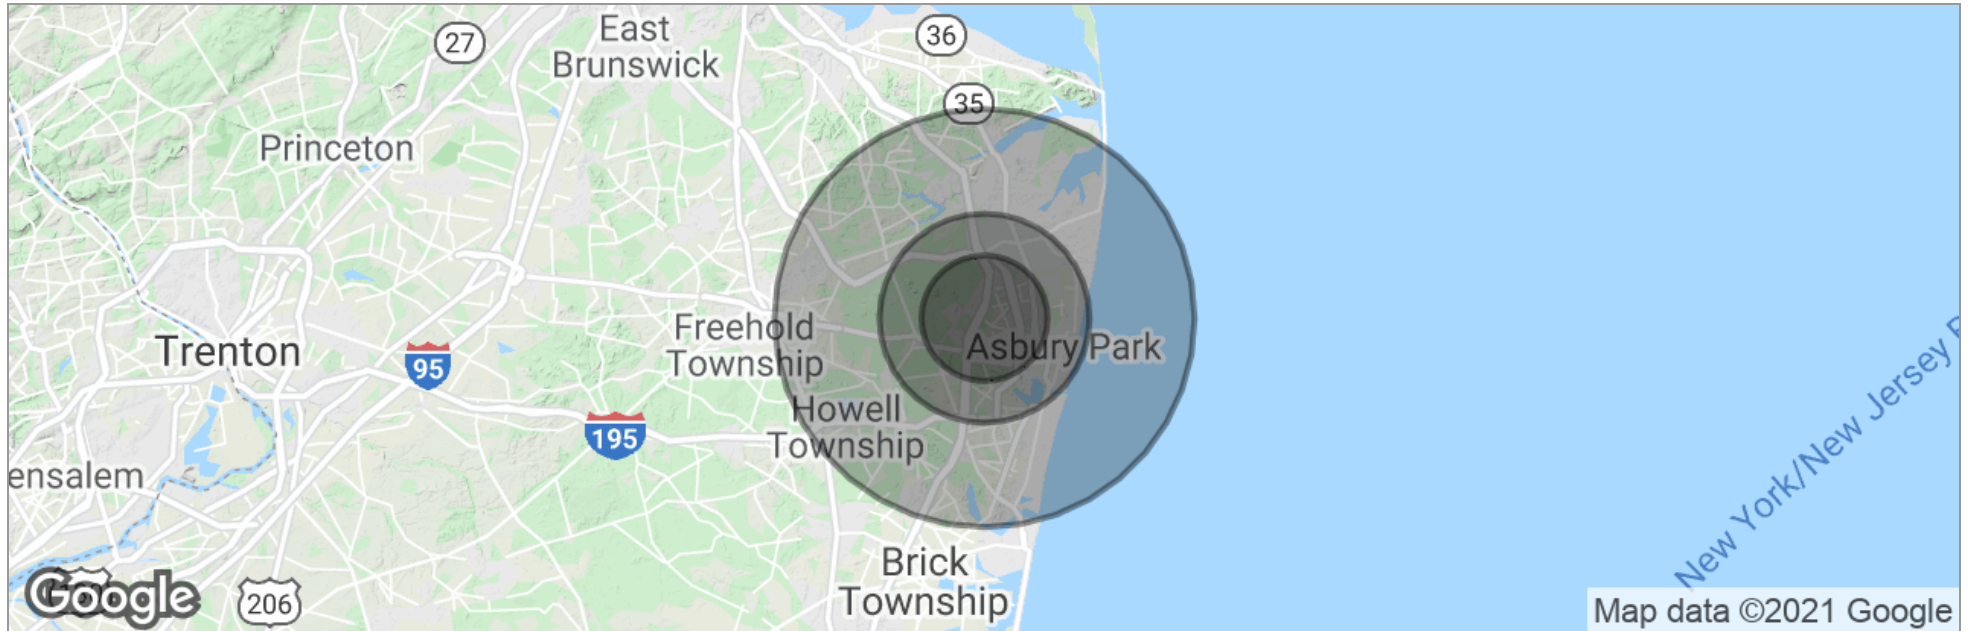 27
East
Brunswick
36
35
Princeton
Freehold
Township
Trenton
95
Asbury Park
Howell
Township
195
ensalem
New York/New Jersey
Brick
Township
Google
206
Map data ©2021 Google